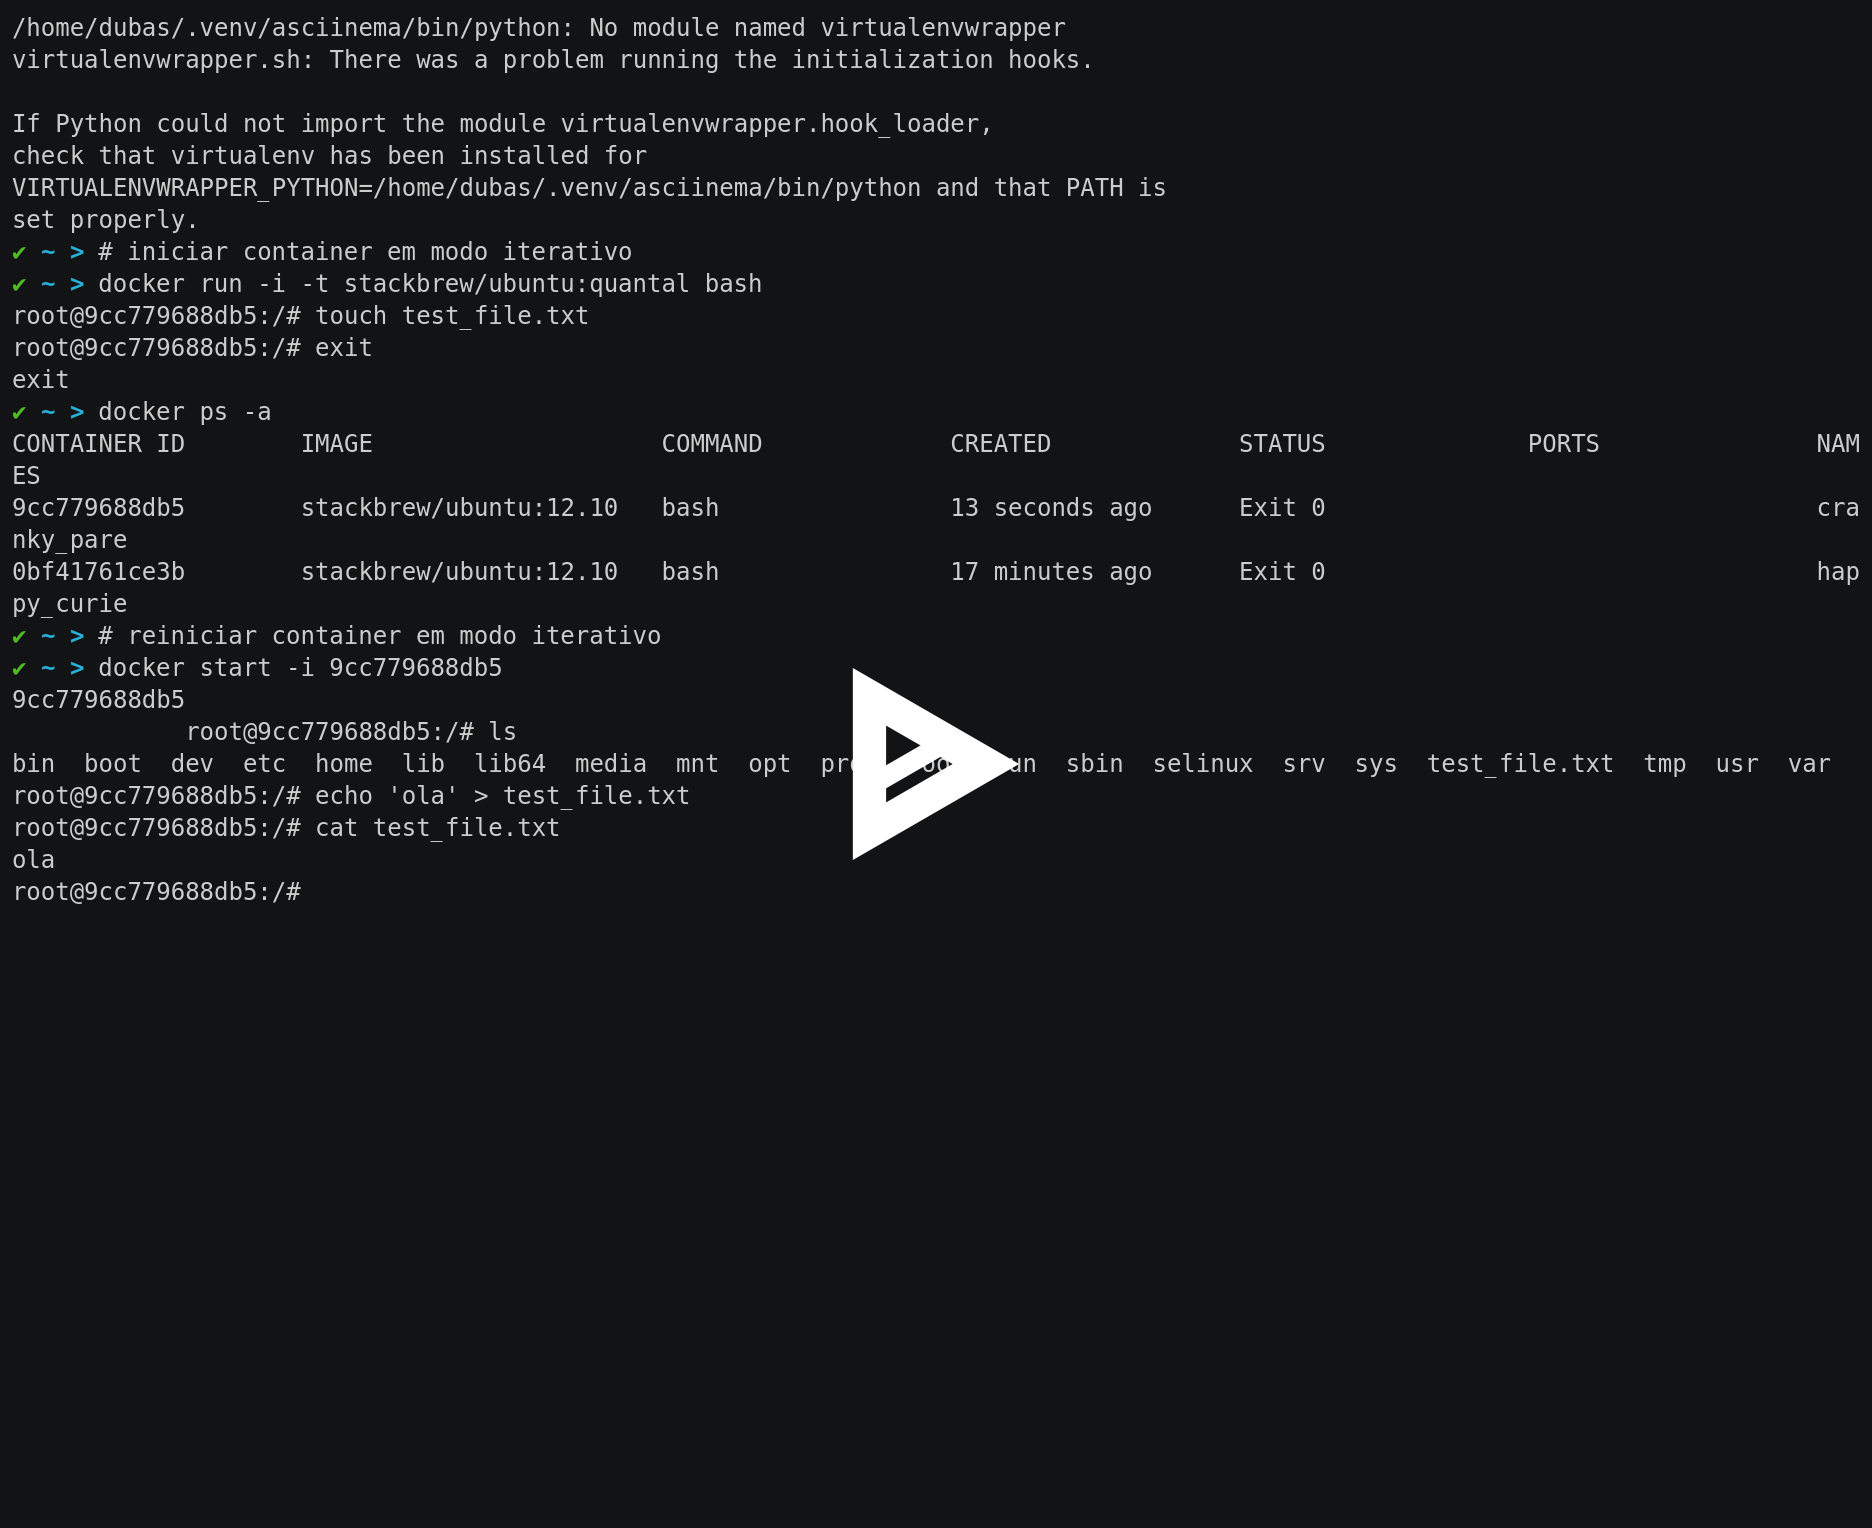 /home/dubas/.venv/asciinema/bin/python: No module named virtualenvwrapper
virtualenvwrapper.sh: There was a problem running the initialization hooks.

If Python could not import the module virtualenvwrapper.hook_loader,
check that virtualenv has been installed for
VIRTUALENVWRAPPER_PYTHON=/home/dubas/.venv/asciinema/bin/python and that PATH is
set properly.
✔ ~ > # iniciar container em modo iterativo
✔ ~ > docker run -i -t stackbrew/ubuntu:quantal bash
root@9cc779688db5:/# touch test_file.txt
root@9cc779688db5:/# exit
exit
✔ ~ > docker ps -a
CONTAINER ID        IMAGE                    COMMAND             CREATED             STATUS              PORTS               NAM
ES
9cc779688db5        stackbrew/ubuntu:12.10   bash                13 seconds ago      Exit 0                                  cra
nky_pare
0bf41761ce3b        stackbrew/ubuntu:12.10   bash                17 minutes ago      Exit 0                                  hap
py_curie
✔ ~ > # reiniciar container em modo iterativo
✔ ~ > docker start -i 9cc779688db5
9cc779688db5
            root@9cc779688db5:/# ls
bin  boot  dev  etc  home  lib  lib64  media  mnt  opt  sbin  selinux  srv  sys  test_file.txt  tmp  usr  var
root@9cc779688db5:/# echo 'ola' > test_file.txt
root@9cc779688db5:/# cat test_file.txt
ola
root@9cc779688db5:/#